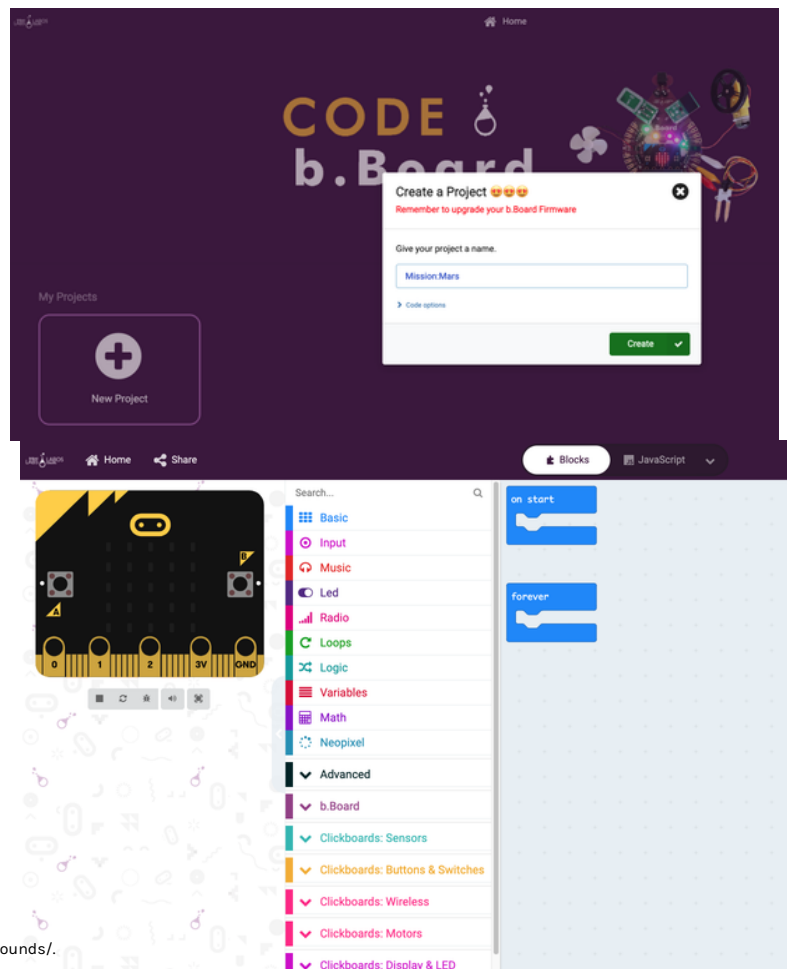 Home
CODE
b.Board
Create a Project 😍😍😍
Remember to upgrade your b.Board Firmware
Give your project a name.
Mission:Mars
Code options
Create
My Projects
New Project
Home
Share
Blocks
JavaScript
Search...
Basic
Input
Music
Led
Radio
Loops
Logic
Variables
Math
Neopixel
Advanced
b.Board
Clickboards: Sensors
Clickboards: Buttons & Switches
Clickboards: Wireless
Clickboards: Motors
Clickboards: Display & LED
on start
forever
B
A
0 1 2 3V GND
ounds/.